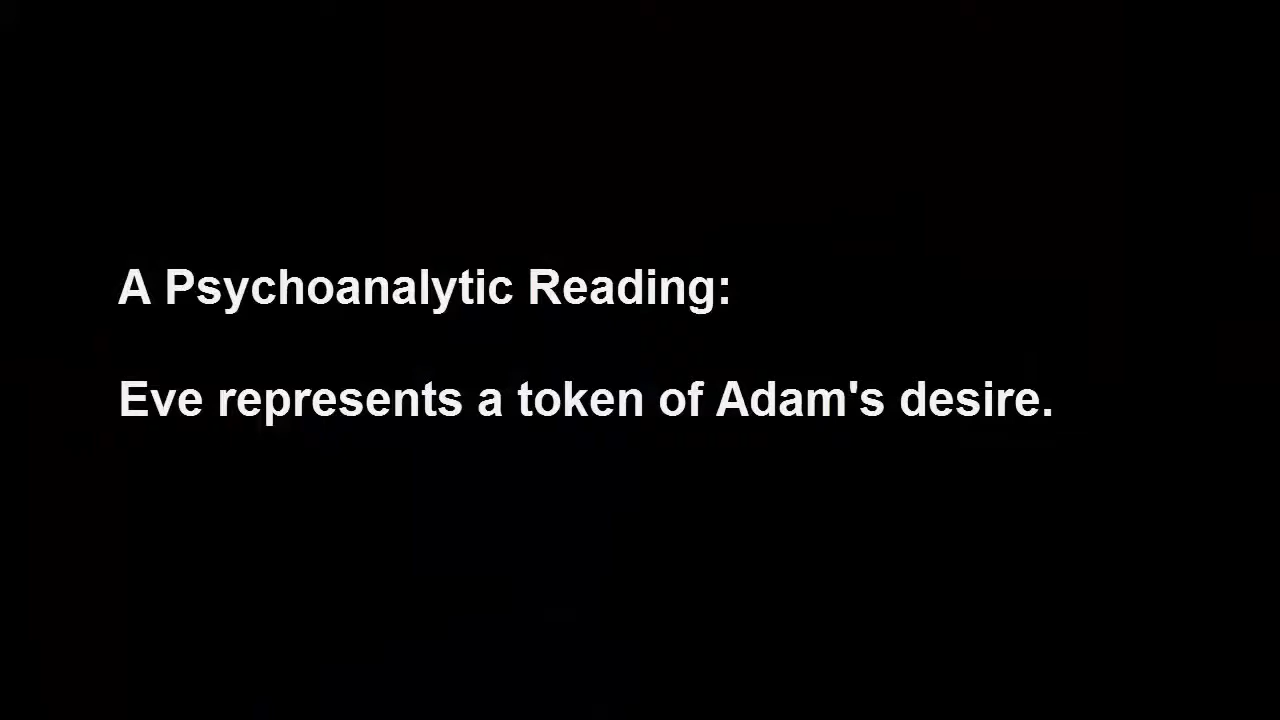 A Psychoanalytic Reading:
Eve represents a token of Adam's desire.